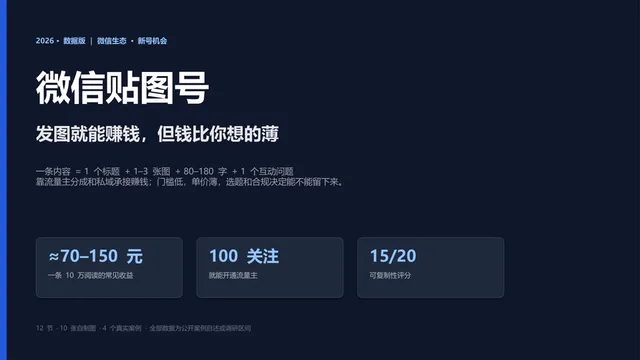 2026 • 数据版 | 微信生态 • 新号机会
微信贴图号
发图就能赚钱，但钱比你想的薄
一条内容 = 1 个标题 + 1–3 张图 + 80–180 字 + 1 个互动问题
靠流量主分成和私域承接赚钱；门槛低，单价薄，选题和合规决定能不能留下来。
≈70–150 元
一条 10 万阅读的常见收益
100 关注
就能开通流量主
15/20
可复制性评分
12 节 · 10 张自制图 · 4 个真实案例 · 全部数据为公开案例自述或调研区间